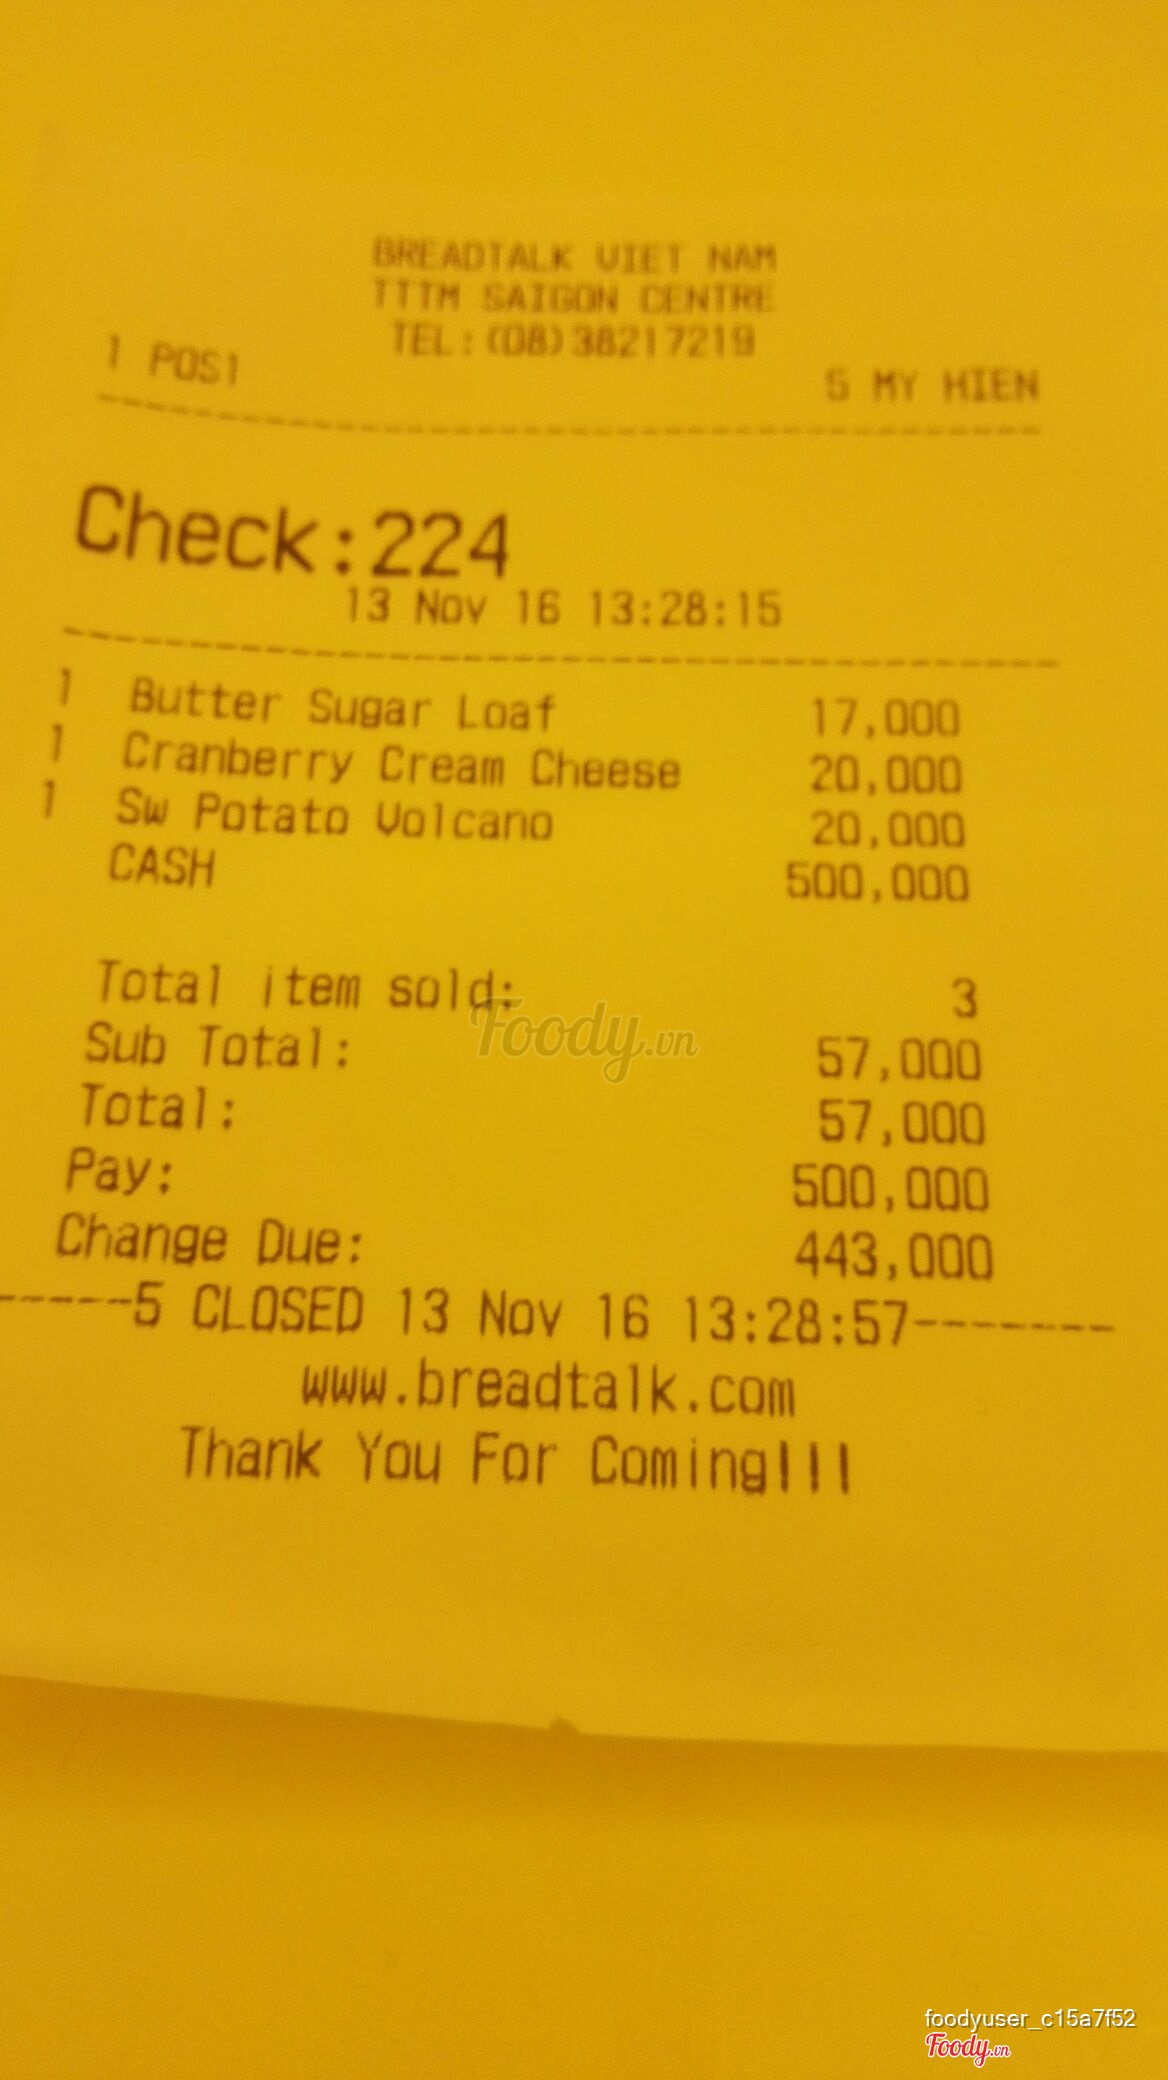 BREADTALK VIET NAM
TTTM SAIGON CENTRE
TEL:(08)38217219
1 POS1 5 MY HIEN
Check:224
13 Nov 16 13:28:15
1 Butter Sugar Loaf 17,000
1 Cranberry Cream Cheese 20,000
1 Sw Potato Volcano 20,000
CASH 500,000
Total item sold: 3
Sub Total: 57,000
Total: 57,000
Pay: 500,000
Change Due: 443,000
-----5 CLOSED 13 Nov 16 13:28:57-------
www.breadtalk.com
Thank You For Coming!!!
Foody.vn
foodyuser_c15a7f52
Foody.vn